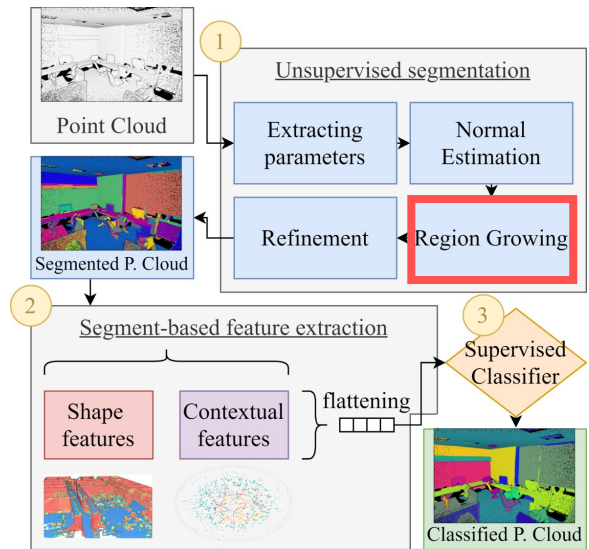 1
Unsupervised segmentation
Point Cloud
Extracting
parameters
Normal
Estimation
Segmented P. Cloud
Refinement
Region Growing
2
Segment-based feature extraction
3
Supervised
Classifier
Shape
features
Contextual
features
flattening
Classified P. Cloud